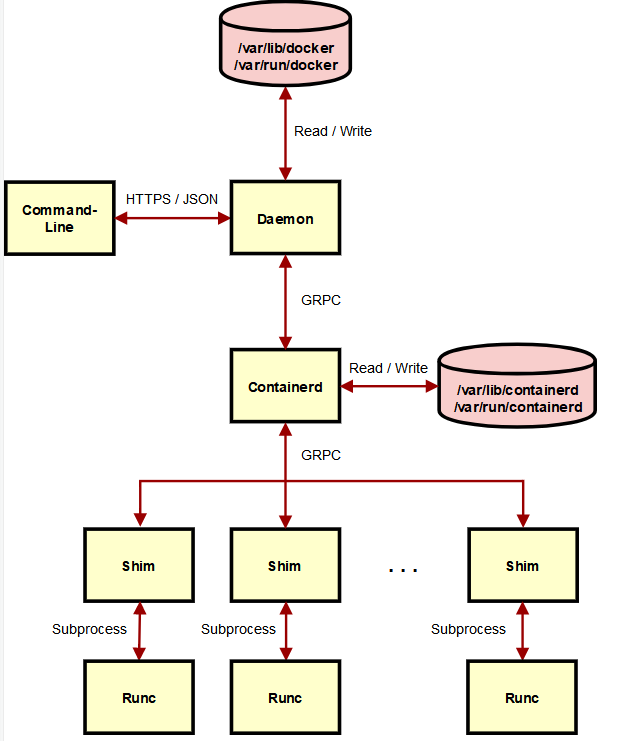 /var/lib/docker
/var/run/docker
Read / Write
HTTPS / JSON
Command-
Line
Daemon
GRPC
Containerd
Read / Write
/var/lib/containerd
/var/run/containerd
GRPC
Shim
Shim
. . .
Shim
Subprocess
Subprocess
Subprocess
Runc
Runc
Runc